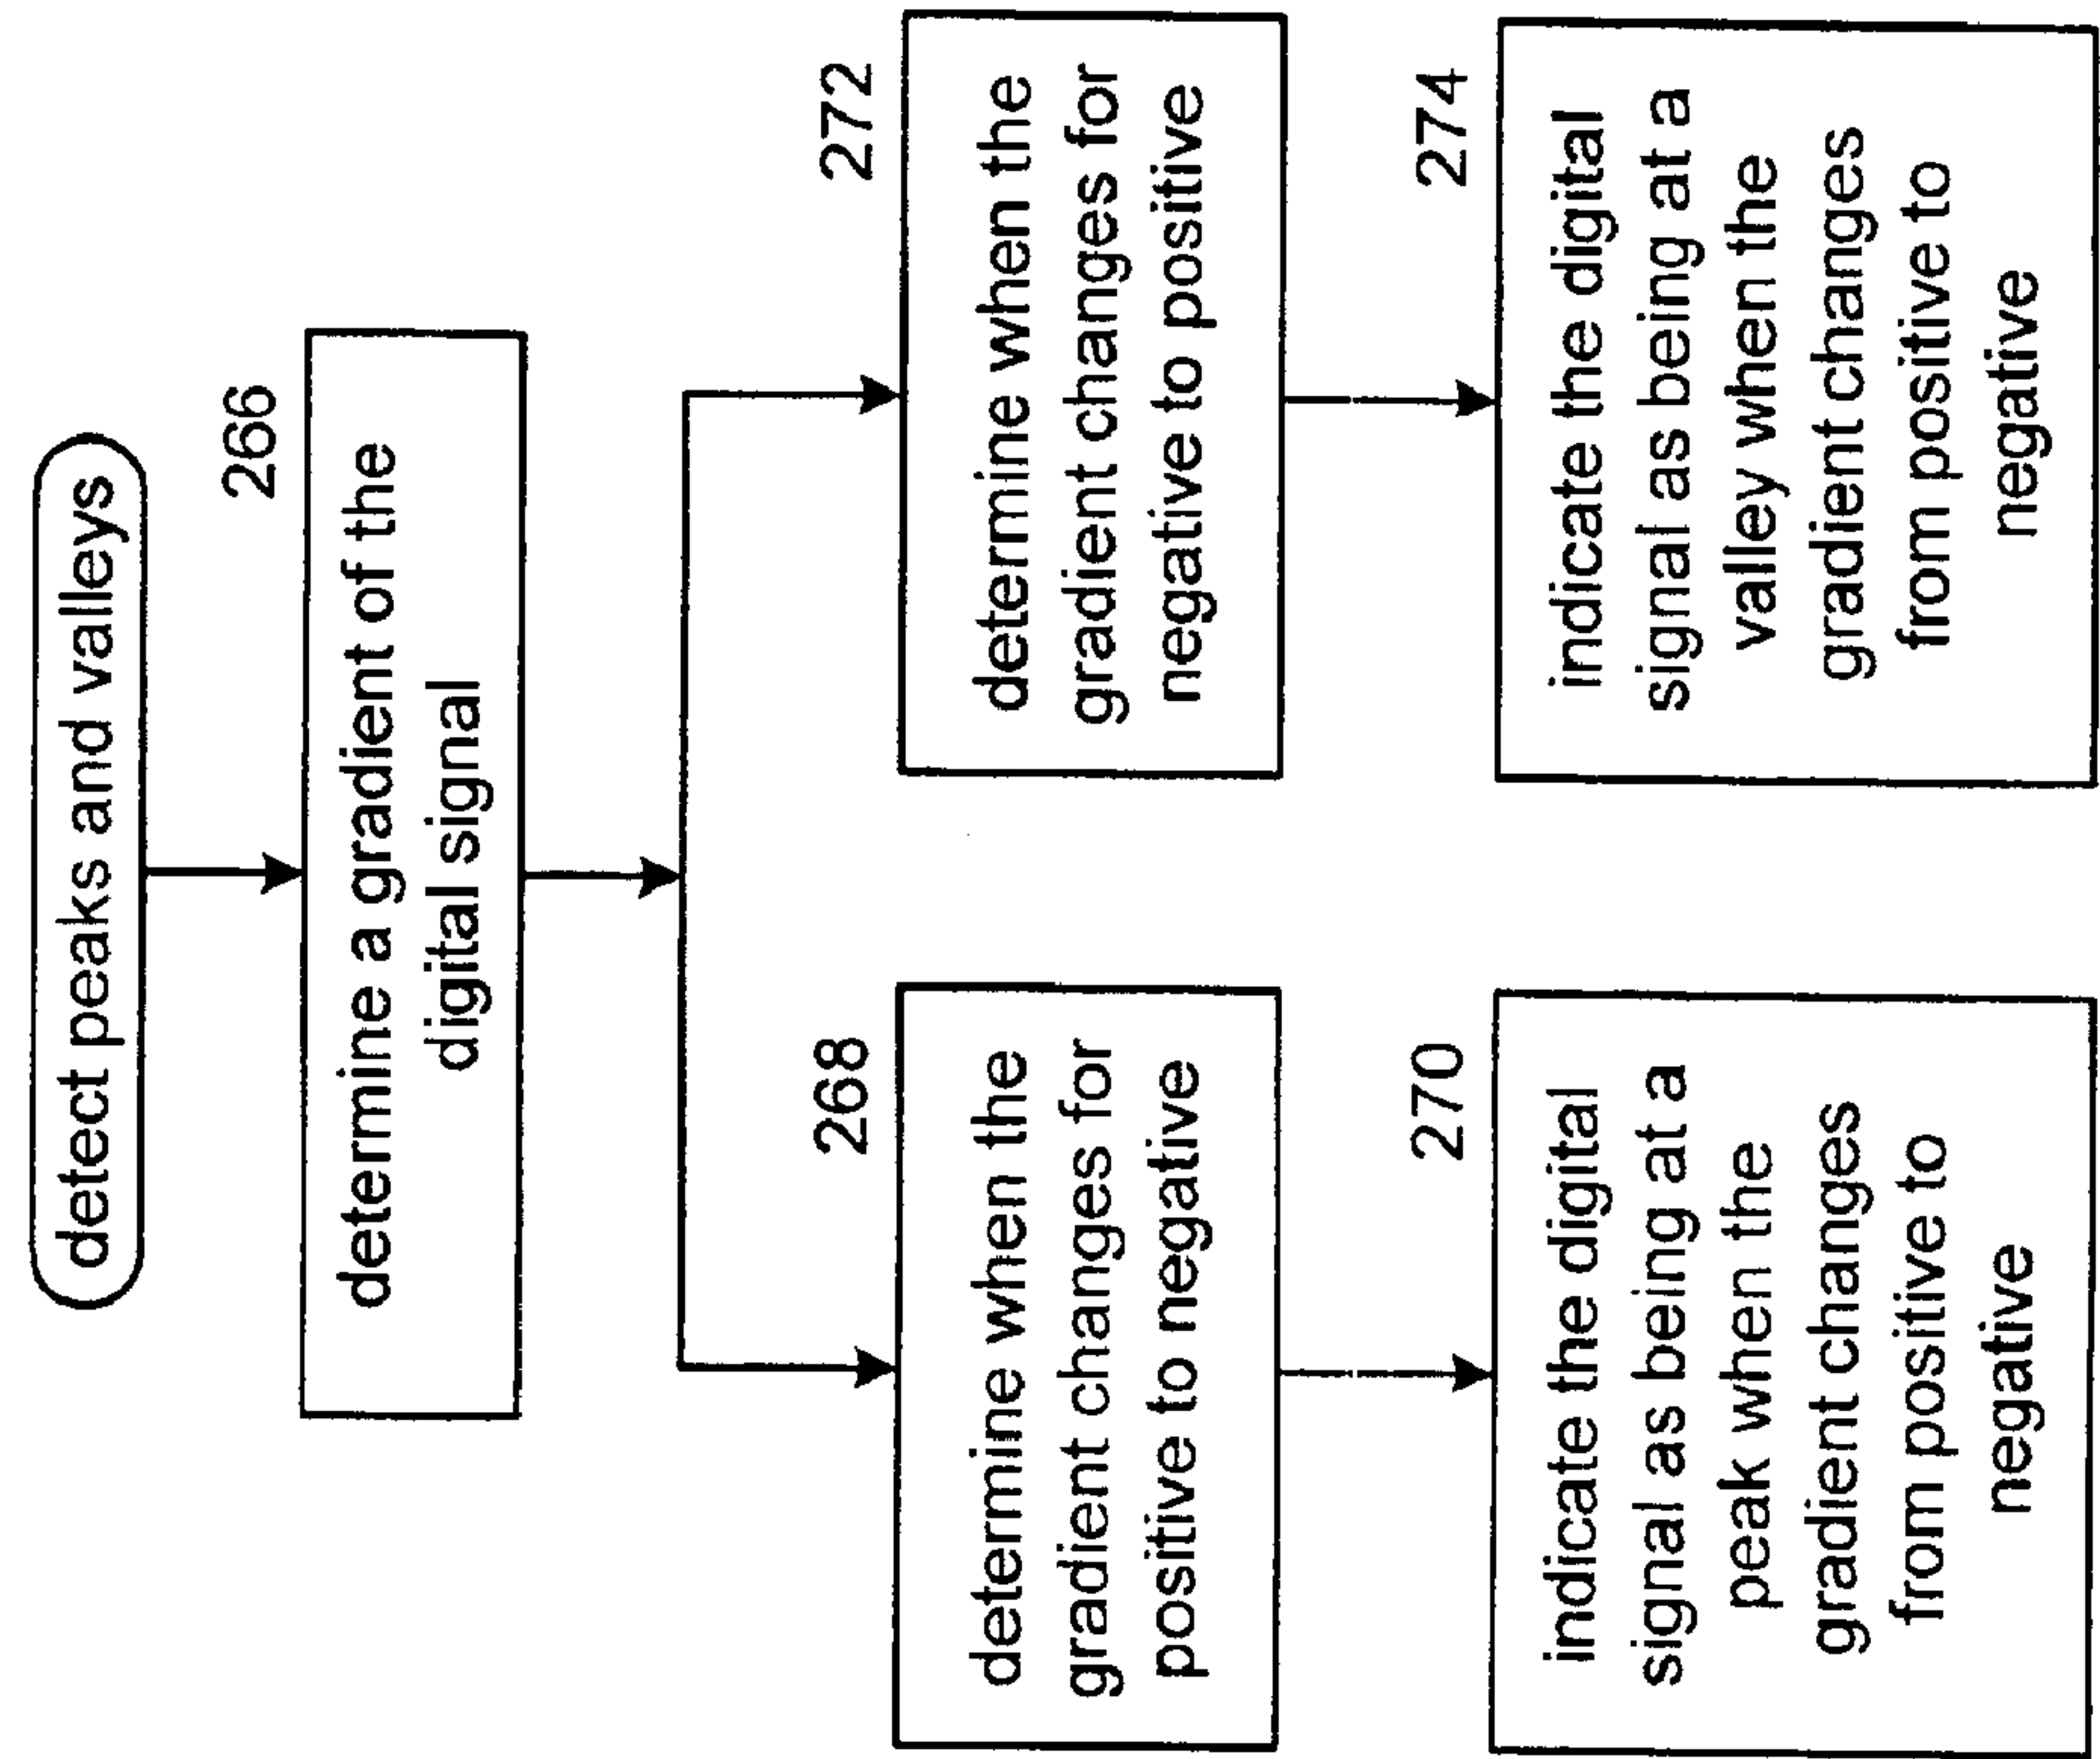 detect peaks and valleys
266
determine a gradient of the
digital signal
268
determine when the
gradient changes for
positive to negative
270
indicate the digital
signal as being at a
peak when the
gradient changes
from positive to
negative
272
determine when the
gradient changes for
negative to positive
274
indicate the digital
signal as being at a
valley when the
gradient changes
from positive to
negative